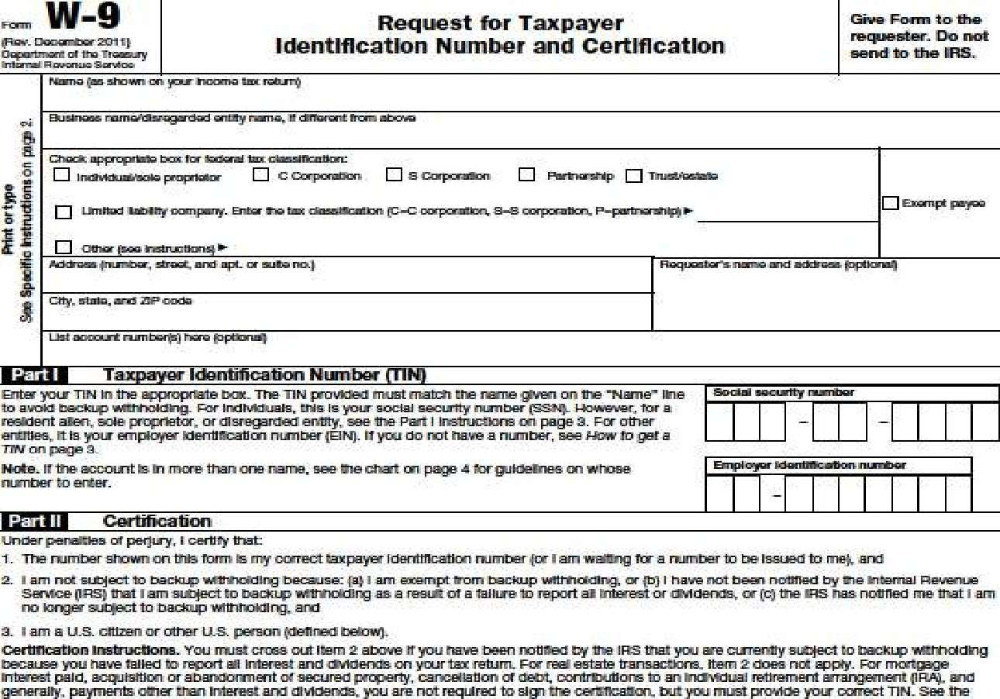 Form W-9
(Rev. December 2011)
Department of the Treasury
Internal Revenue Service
Request for Taxpayer
Identification Number and Certification
Give Form to the
requester. Do not
send to the IRS.
Print or type
See Specific Instructions on page 2.
Name (as shown on your income tax return)
Business name/disregarded entity name, if different from above
Check appropriate box for federal tax classification:
Individual/sole proprietor C Corporation S Corporation Partnership Trust/estate
Limited liability company. Enter the tax classification (C=C corporation, S=S corporation, P=partnership) ►
Exempt payee
Other (see instructions) ►
Address (number, street, and apt. or suite no.)
Requester's name and address (optional)
City, state, and ZIP code
List account number(s) here (optional)
Part I Taxpayer Identification Number (TIN)
Enter your TIN in the appropriate box. The TIN provided must match the name given on the "Name" line
to avoid backup withholding. For individuals, this is your social security number (SSN). However, for a
resident alien, sole proprietor, or disregarded entity, see the Part I instructions on page 3. For other
entities, it is your employer identification number (EIN). If you do not have a number, see How to get a
TIN on page 3.
Note. If the account is in more than one name, see the chart on page 4 for guidelines on whose
number to enter.
Social security number
– –
Employer identification number
–
Part II Certification
Under penalties of perjury, I certify that:
1. The number shown on this form is my correct taxpayer identification number (or I am waiting for a number to be issued to me), and
2. I am not subject to backup withholding because: (a) I am exempt from backup withholding, or (b) I have not been notified by the Internal Revenue
Service (IRS) that I am subject to backup withholding as a result of a failure to report all interest or dividends, or (c) the IRS has notified me that I am
no longer subject to backup withholding, and
3. I am a U.S. citizen or other U.S. person (defined below).
Certification instructions. You must cross out item 2 above if you have been notified by the IRS that you are currently subject to backup withholding
because you have failed to report all interest and dividends on your tax return. For real estate transactions, item 2 does not apply. For mortgage
interest paid, acquisition or abandonment of secured property, cancellation of debt, contributions to an individual retirement arrangement (IRA), and
generally, payments other than interest and dividends, you are not required to sign the certification, but you must provide your correct TIN. See the